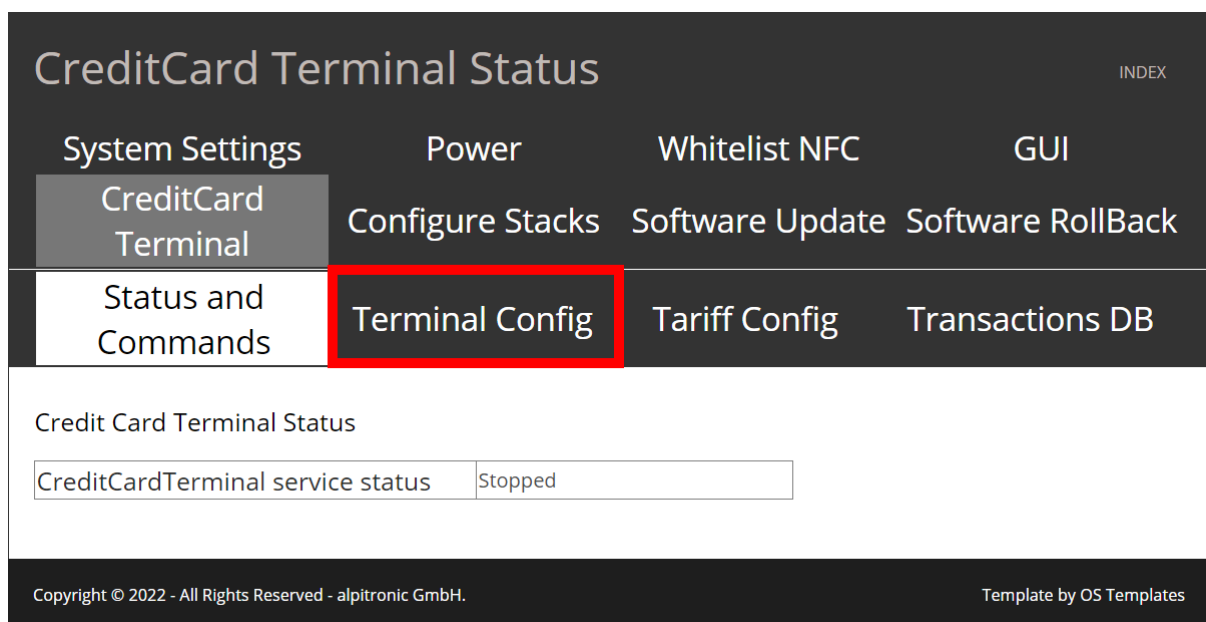 CreditCard Terminal Status
INDEX
System Settings Power Whitelist NFC GUI
CreditCard
Terminal
Configure Stacks Software Update Software RollBack
Status and
Commands
Terminal Config Tariff Config Transactions DB
Credit Card Terminal Status
CreditCardTerminal service status Stopped
Copyright © 2022 - All Rights Reserved - alpitronic GmbH. Template by OS Templates